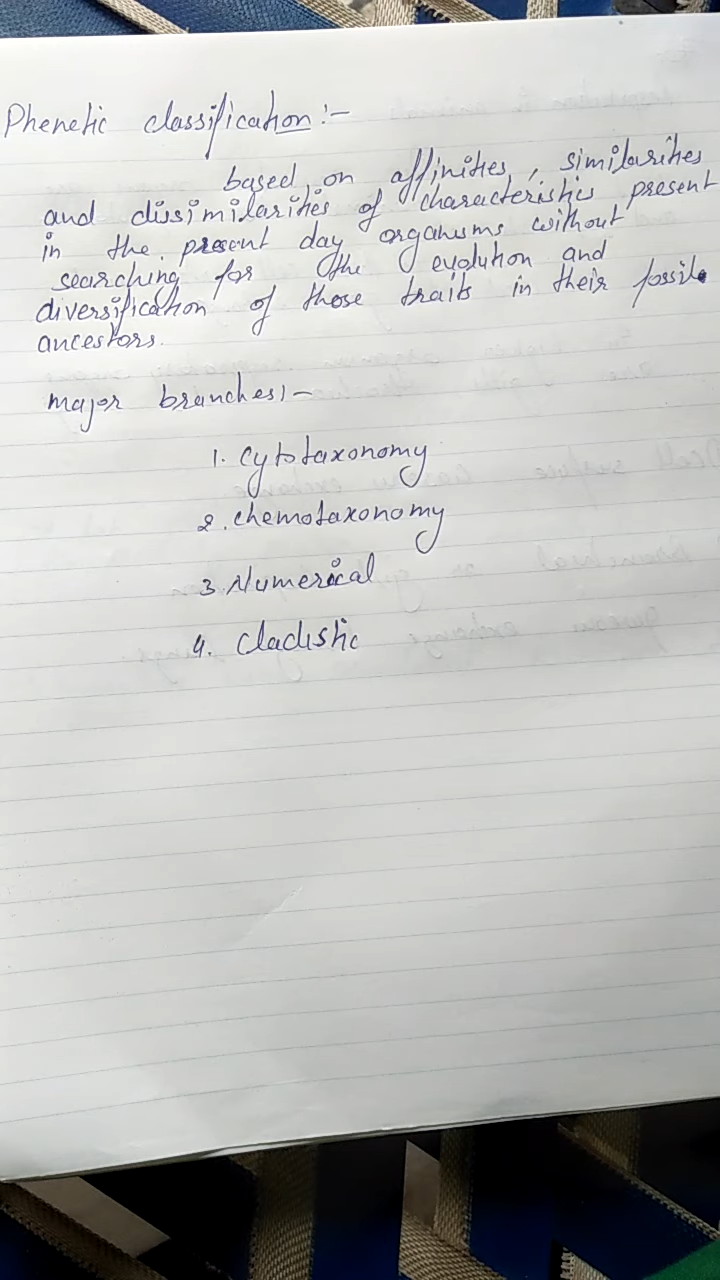 Phenetic classification:-
based on affinities, similarities
and dissimilarities of characteristics present
in the present day organisms without
searching for the evolution and
diversification of those traits in their fossil
ancestors.
Major branches:-
1. Cytotaxonomy
2. Chemotaxonomy
3. Numerical
4. Cladistic